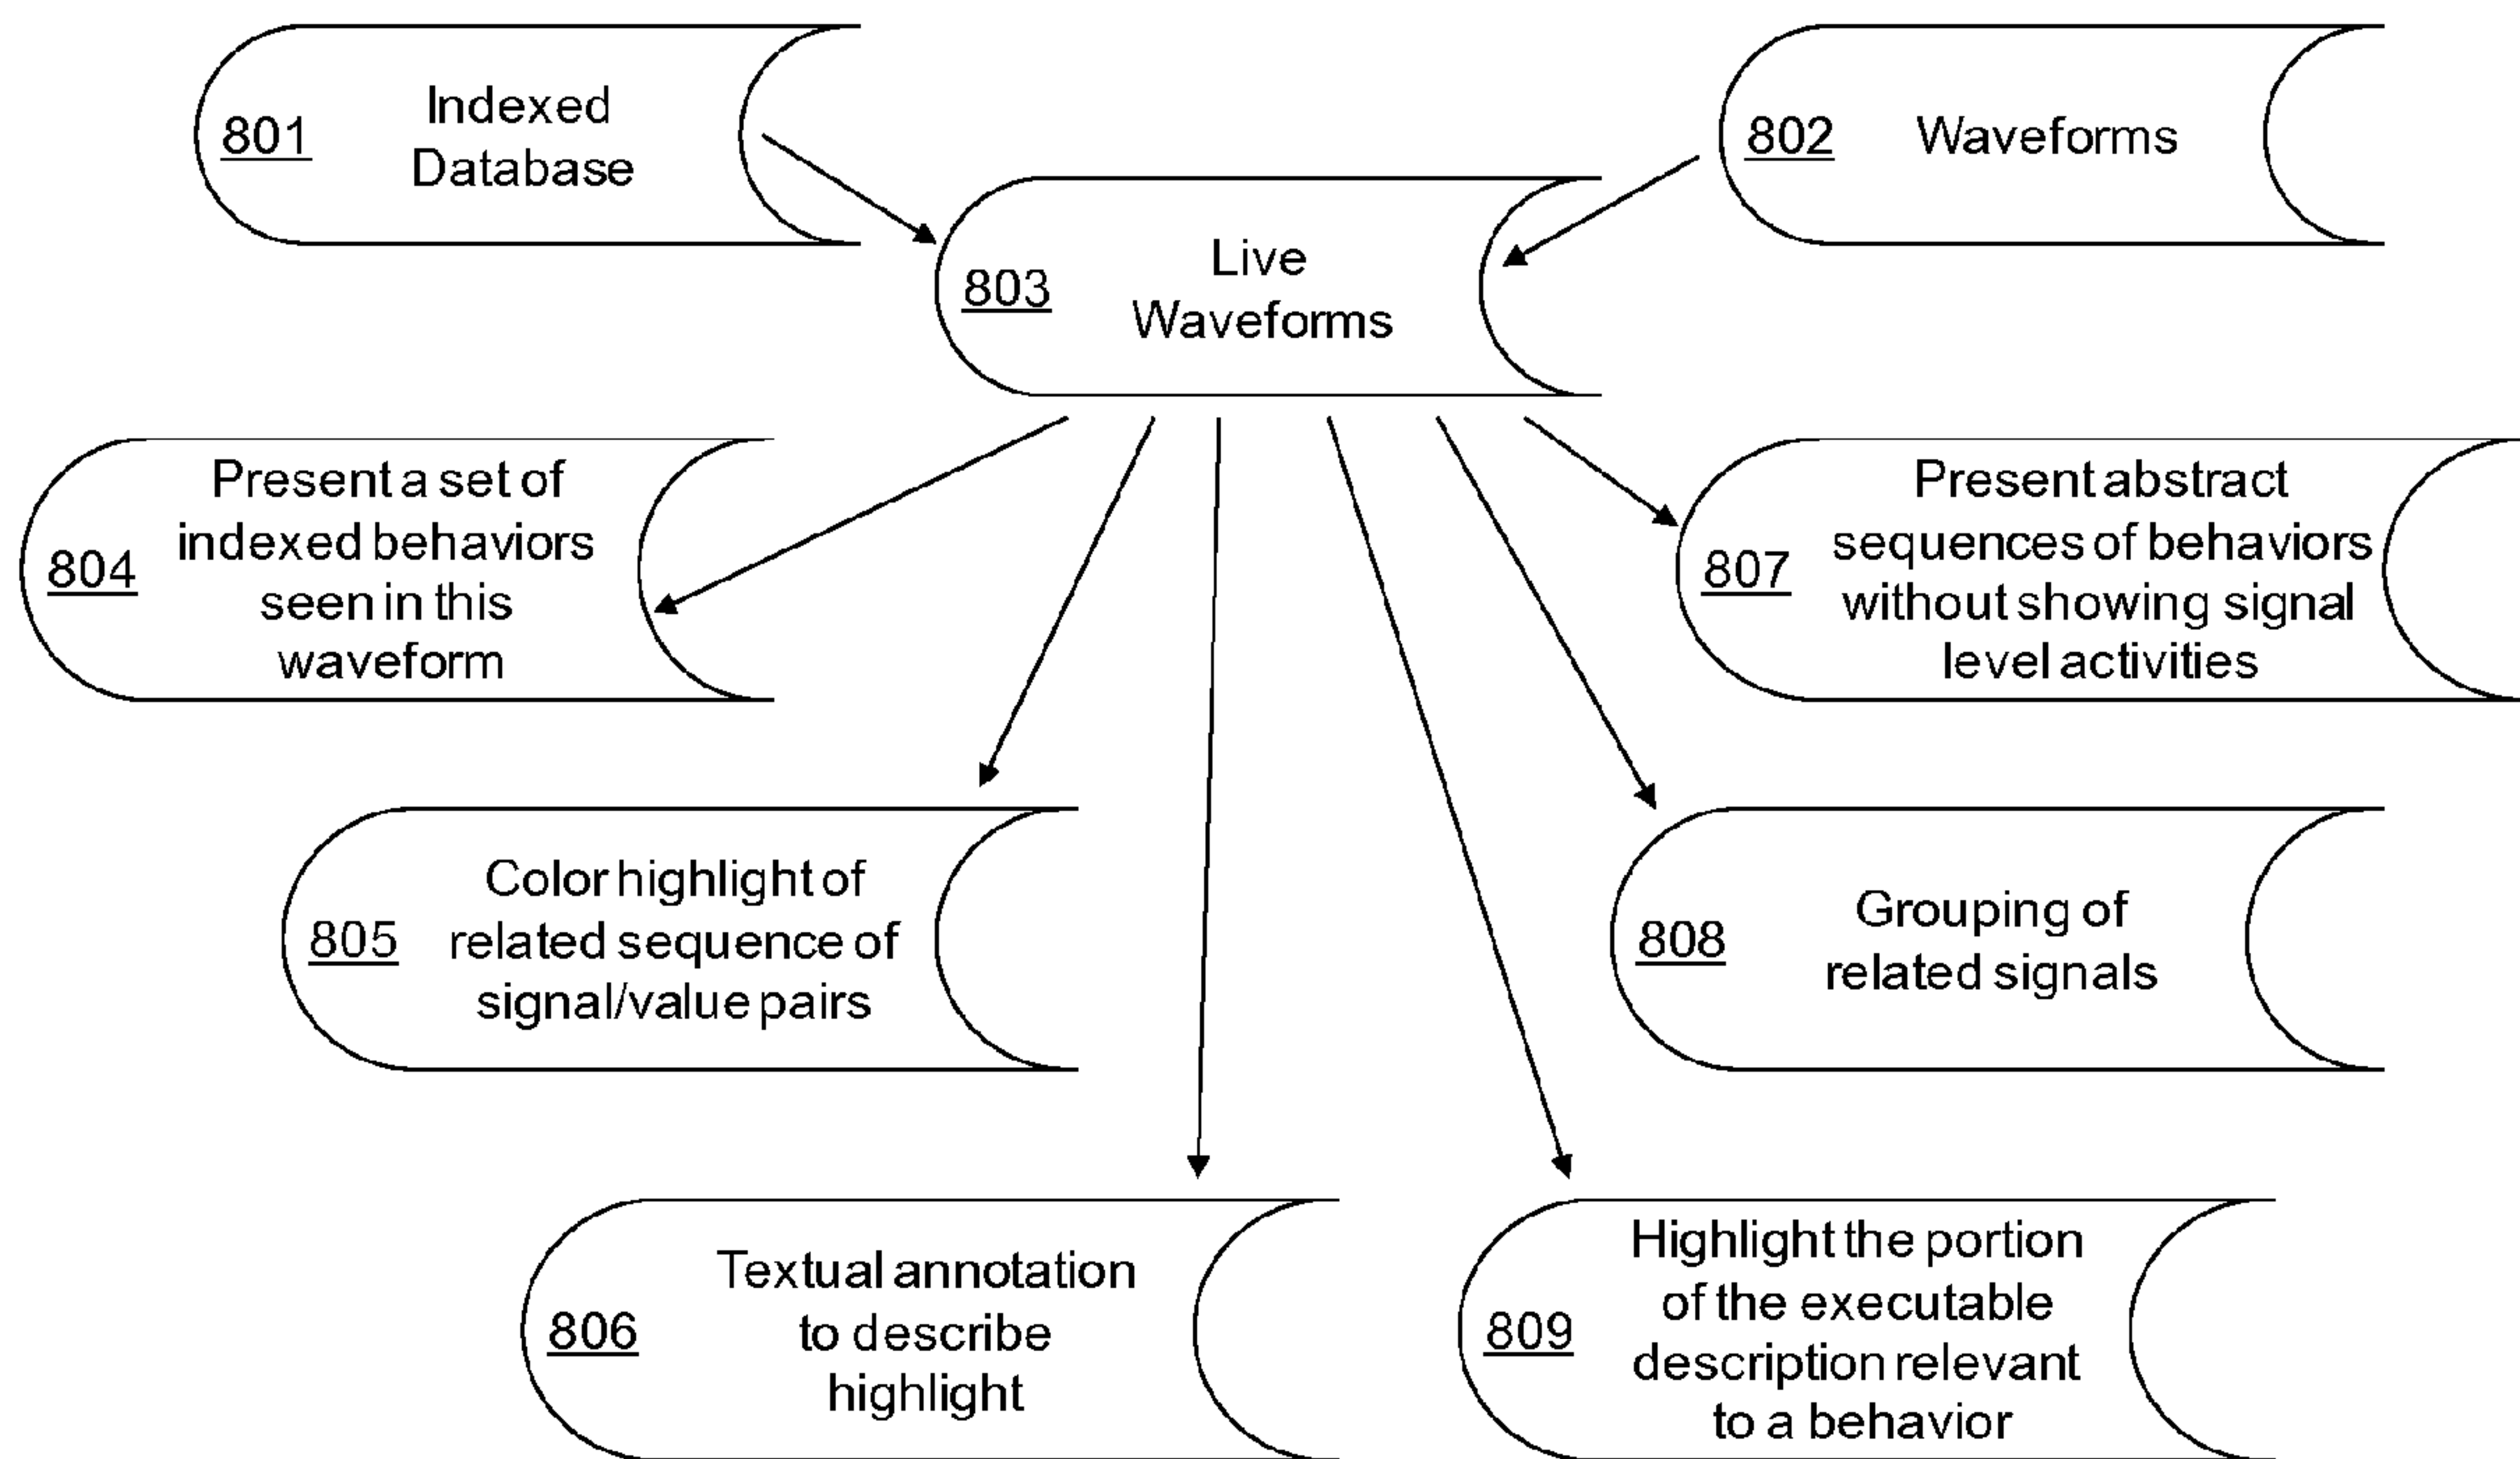 801
Indexed
Database
802
Waveforms
803
Live
Waveforms
804
Present a set of
indexed behaviors
seen in this
waveform
807
Present abstract
sequences of behaviors
without showing signal
level activities
805
Color highlight of
related sequence of
signal/value pairs
808
Grouping of
related signals
806
Textual annotation
to describe
highlight
809
Highlight the portion
of the executable
description relevant
to a behavior